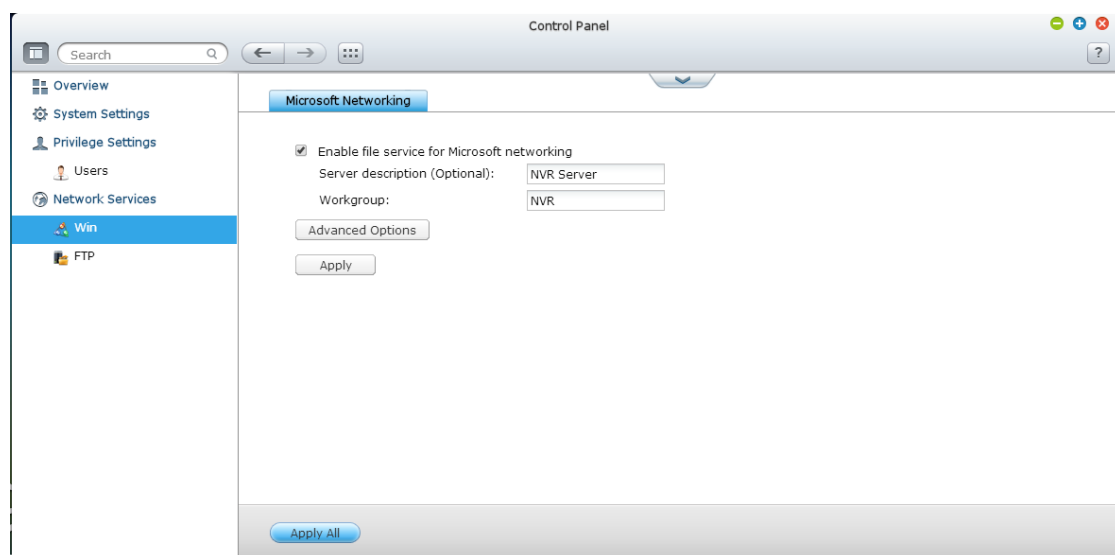 Control Panel
Search
?
Overview
System Settings
Privilege Settings
Users
Network Services
Win
FTP
Microsoft Networking
Enable file service for Microsoft networking
Server description (Optional): NVR Server
Workgroup: NVR
Advanced Options
Apply
Apply All